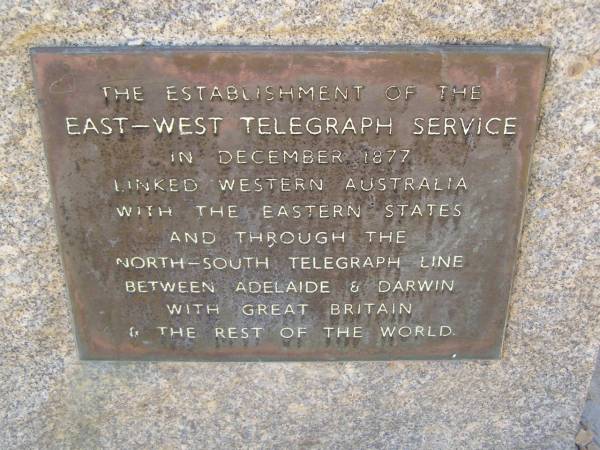 THE ESTABLISHMENT OF THE
EAST-WEST TELEGRAPH SERVICE
IN DECEMBER 1877
LINKED WESTERN AUSTRALIA
WITH THE EASTERN STATES
AND THROUGH THE
NORTH-SOUTH TELEGRAPH LINE
BETWEEN ADELAIDE & DARWIN
WITH GREAT BRITAIN
& THE REST OF THE WORLD.